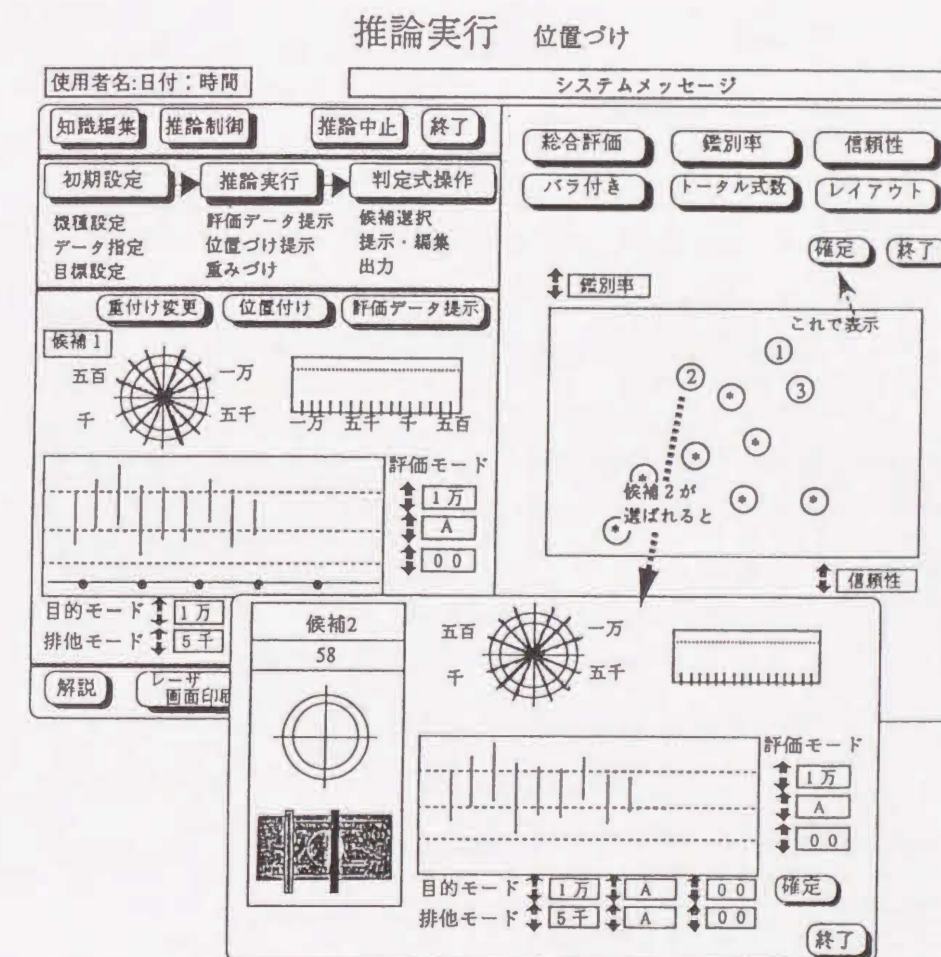 推論実行 位置づけ
使用者名:日付:時間
システムメッセージ
知識編集 推論制御 推論中止 終了
初期設定 推論実行 判定式操作
機種設定 評価データ提示 候補選択
データ指定 位置づけ提示 提示・編集
目標設定 重みづけ 出力
重付け変更 位置付け 評価データ提示
候補1
五百 一万
千 五千
一万 五千 千 五百
評価モード
1万
A
00
目的モード 1万
排他モード 5千
解説 レーザ
画面印刷
総合評価 鑑別率 信頼性
バラ付き トータル式数 レイアウト
確定 終了
鑑別率
これで表示
1
2
3
*
*
*
*
*
*
*
*
候補2が
選ばれると
信頼性
候補2
58
五百 一万
千 五千
評価モード
1万
A
00
目的モード 1万 A 00
排他モード 5千 A 00
確定
終了